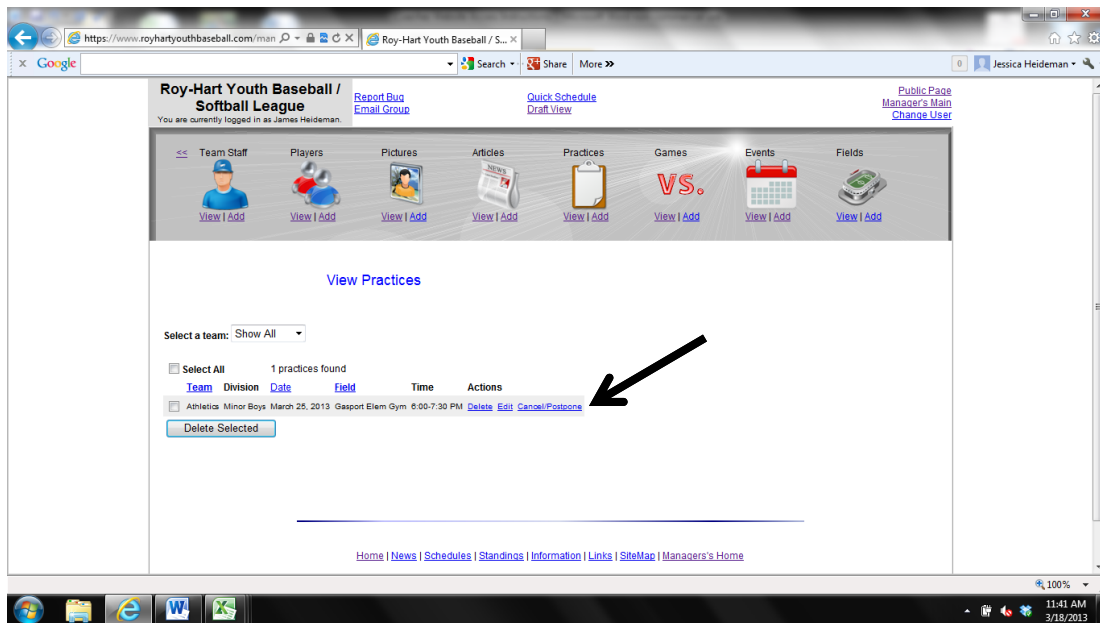 https://www.royhartyouthbaseball.com/man
Roy-Hart Youth Baseball / S...
x Google Search Share More » 0 Jessica Heideman
Roy-Hart Youth Baseball / Softball League
You are currently logged in as James Heideman.
Report Bug Quick Schedule
Email Group Draft View
Public Page
Manager's Main
Change User
<< Team Staff Players Pictures Articles Practices Games Events Fields
NEWS VS.
View | Add View | Add View | Add View | Add View | Add View | Add View | Add View | Add
View Practices
Select a team: Show All
Select All 1 practices found
Team Division Date Field Time Actions
Athletics Minor Boys March 25, 2013 Gasport Elem Gym 6:00-7:30 PM Delete Edit Cancel/Postpone
Delete Selected
Home | News | Schedules | Standings | Information | Links | SiteMap | Managers's Home
100%
11:41 AM
3/18/2013